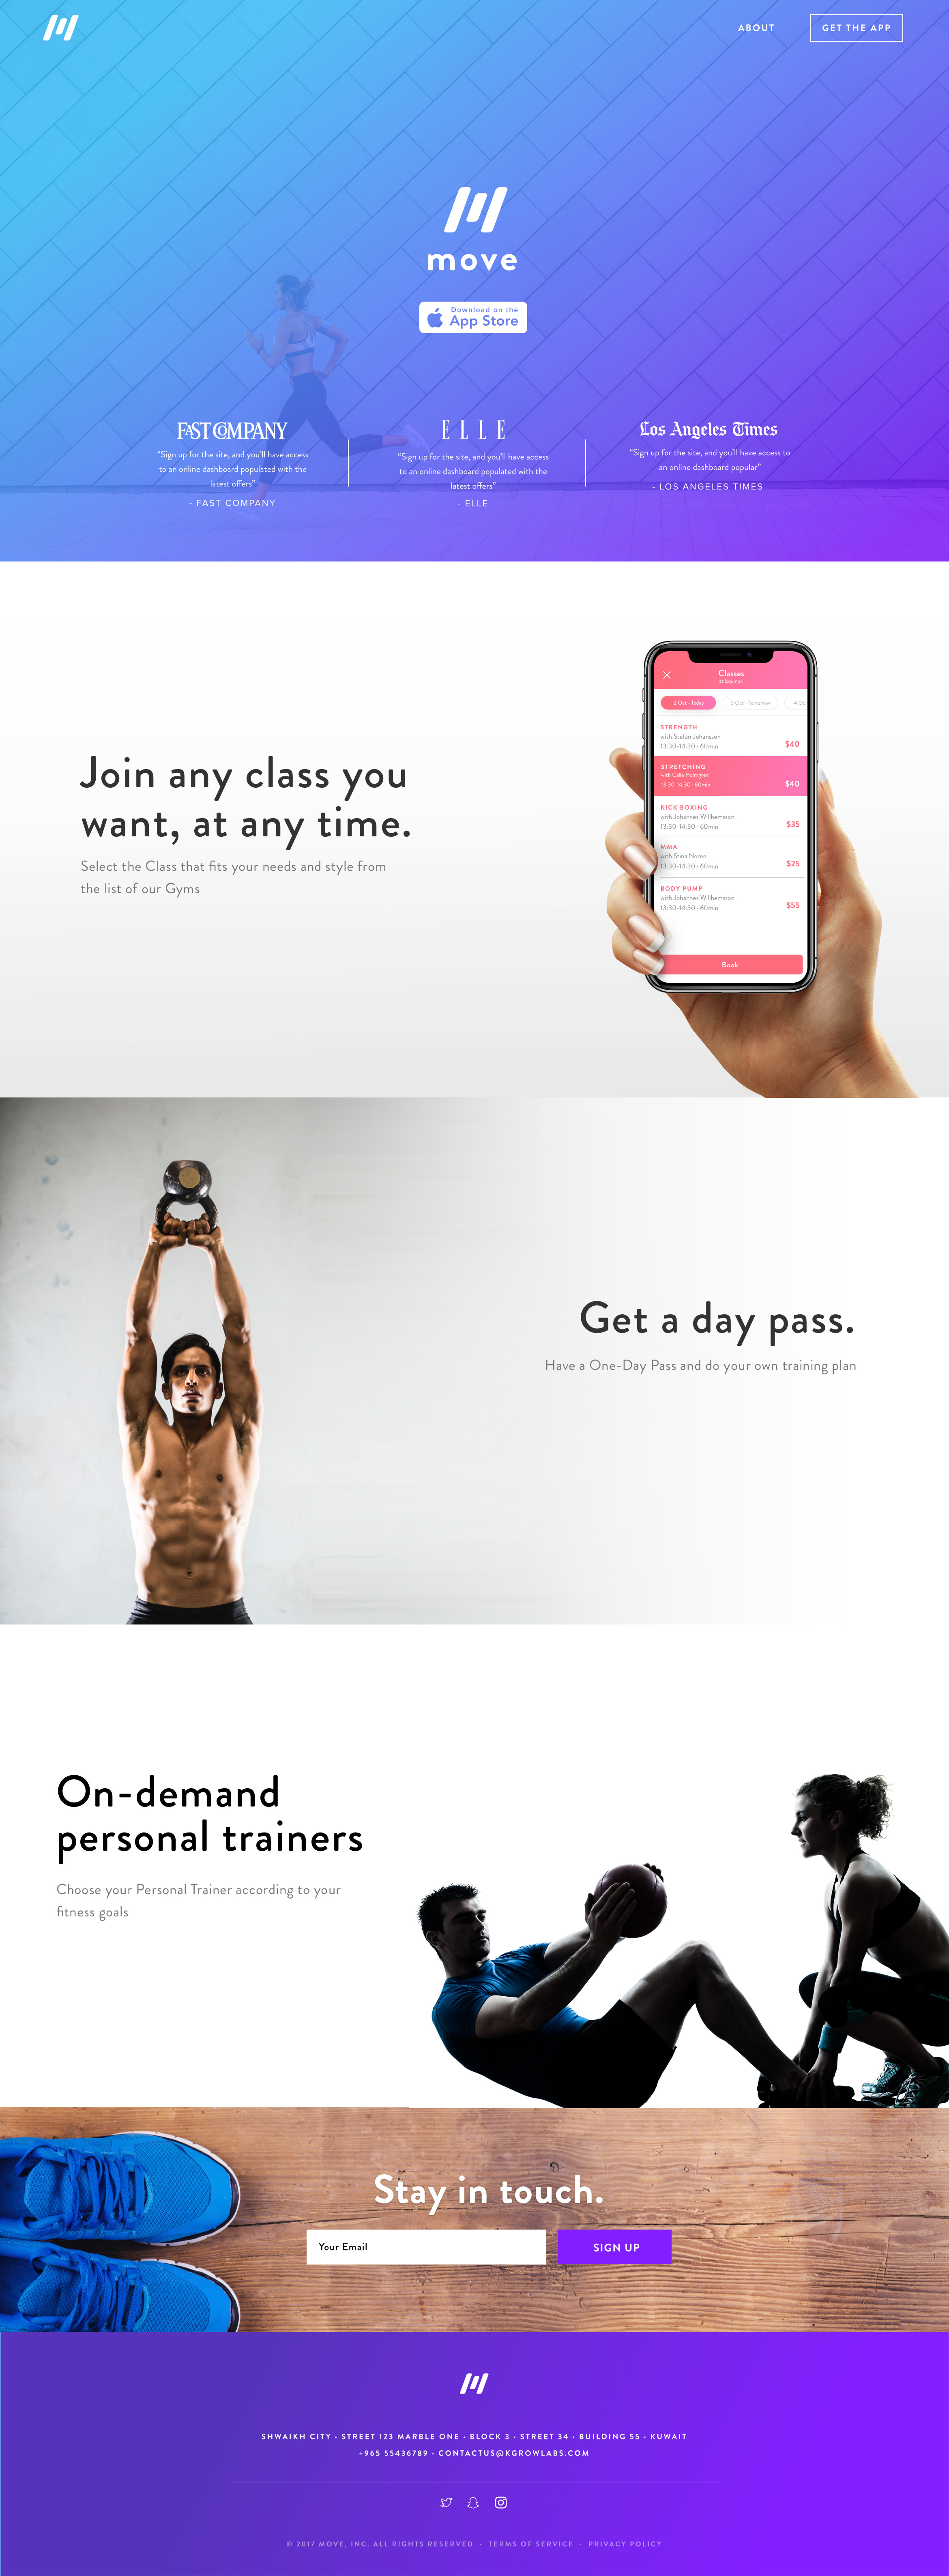 ABOUT
GET THE APP
move
Download on the
App Store
FAST COMPANY
“Sign up for the site, and you’ll have access
to an online dashboard populated with the
latest offers”
- FAST COMPANY
ELLE
“Sign up for the site, and you’ll have access
to an online dashboard populated with the
latest offers”
- ELLE
Los Angeles Times
“Sign up for the site, and you’ll have access to
an online dashboard popular”
- LOS ANGELES TIMES
Join any class you
want, at any time.
Select the Class that fits your needs and style from
the list of our Gyms
Classes
at Equinox
2 Oct - Today
3 Oct - Tomorrow
4 Oc
STRENGTH
with Stefan Johansson
13:30-14:30 · 60min
$40
STRETCHING
with Calle Holmgren
13:30-14:30 · 60min
$40
KICK BOXING
with Johannes Willhemsson
13:30-14:30 · 60min
$35
MMA
with Stina Noren
13:30-14:30 · 60min
$25
BODY PUMP
with Johannes Willhemsson
13:30-14:30 · 60min
$55
Book
Get a day pass.
Have a One-Day Pass and do your own training plan
On-demand
personal trainers
Choose your Personal Trainer according to your
fitness goals
Stay in touch.
Your Email
SIGN UP
SHWAIKH CITY · STREET 123 MARBLE ONE · BLOCK 3 · STREET 34 · BUILDING 55 · KUWAIT
+965 55436789 · CONTACTUS@KGROWLABS.COM
© 2017 MOVE, INC. ALL RIGHTS RESERVED · TERMS OF SERVICE · PRIVACY POLICY